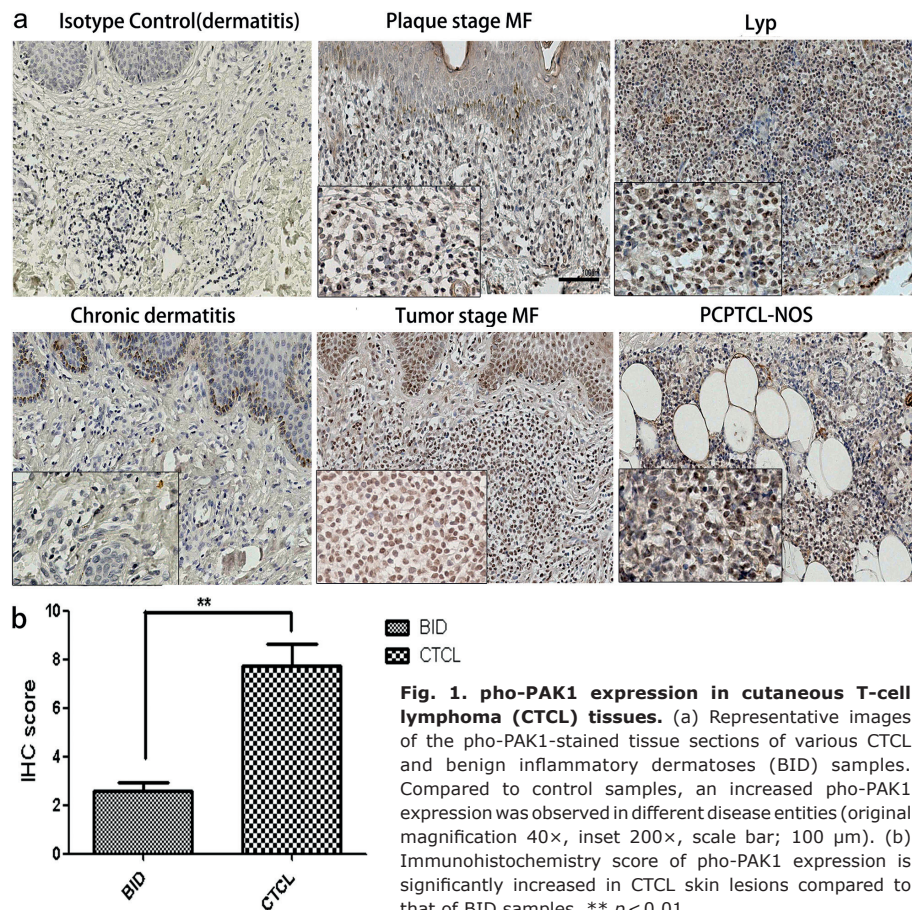 a
Isotype Control(dermatitis)
Plaque stage MF
Lyp
Chronic dermatitis
Tumor stage MF
PCPTCL-NOS
b
**
10
8
6
4
2
0
IHC score
BID
CTCL
BID
CTCL
Fig. 1. pho-PAK1 expression in cutaneous T-cell
lymphoma (CTCL) tissues. (a) Representative images
of the pho-PAK1-stained tissue sections of various CTCL
and benign inflammatory dermatoses (BID) samples.
Compared to control samples, an increased pho-PAK1
expression was observed in different disease entities (original
magnification 40×, inset 200×, scale bar; 100 µm). (b)
Immunohistochemistry score of pho-PAK1 expression is
significantly increased in CTCL skin lesions compared to
that of BID samples. ** p < 0.01